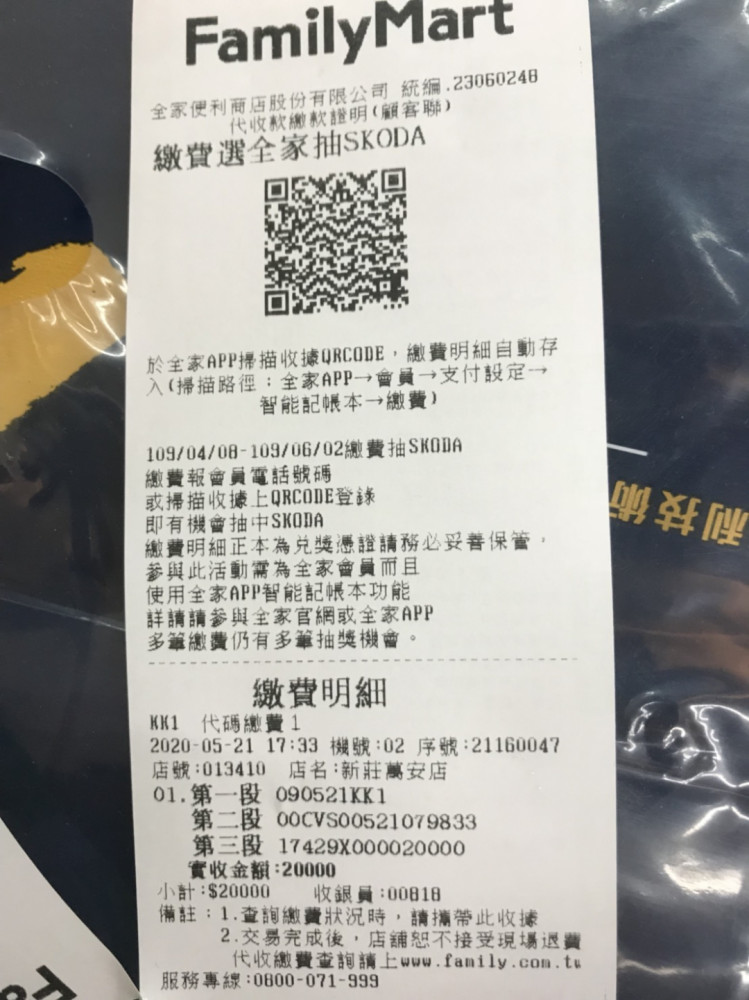 FamilyMart
全家便利商店股份有限公司 統編.23060248
代收款繳款證明(顧客聯)
繳費選全家抽SKODA
於全家APP掃描收據QRCODE，繳費明細自動存
入(掃描路徑：全家APP→會員→支付設定→
智能記帳本→繳費)
109/04/08-109/06/02繳費抽SKODA
繳費報會員電話號碼
或掃描收據上QRCODE登錄
即有機會抽中SKODA
繳費明細正本為兌獎憑證請務必妥善保管，
參與此活動需為全家會員而且
使用全家APP智能記帳本功能
詳請請參與全家官網或全家APP
多筆繳費仍有多筆抽獎機會。
繳費明細
KK1 代碼繳費1
2020-05-21 17:33 機號:02 序號:21160047
店號:013410 店名:新莊萬安店
01.第一段 090521KK1
第二段 00CVS00521079833
第三段 17429X000020000
實收金額:20000
小計:$20000 收銀員:00818
備註：1.查詢繳費狀況時，請攜帶此收據
2.交易完成後，店舖恕不接受現場退費
代收繳費查詢請上www.family.com.tw
服務專線:0800-071-999
利技術